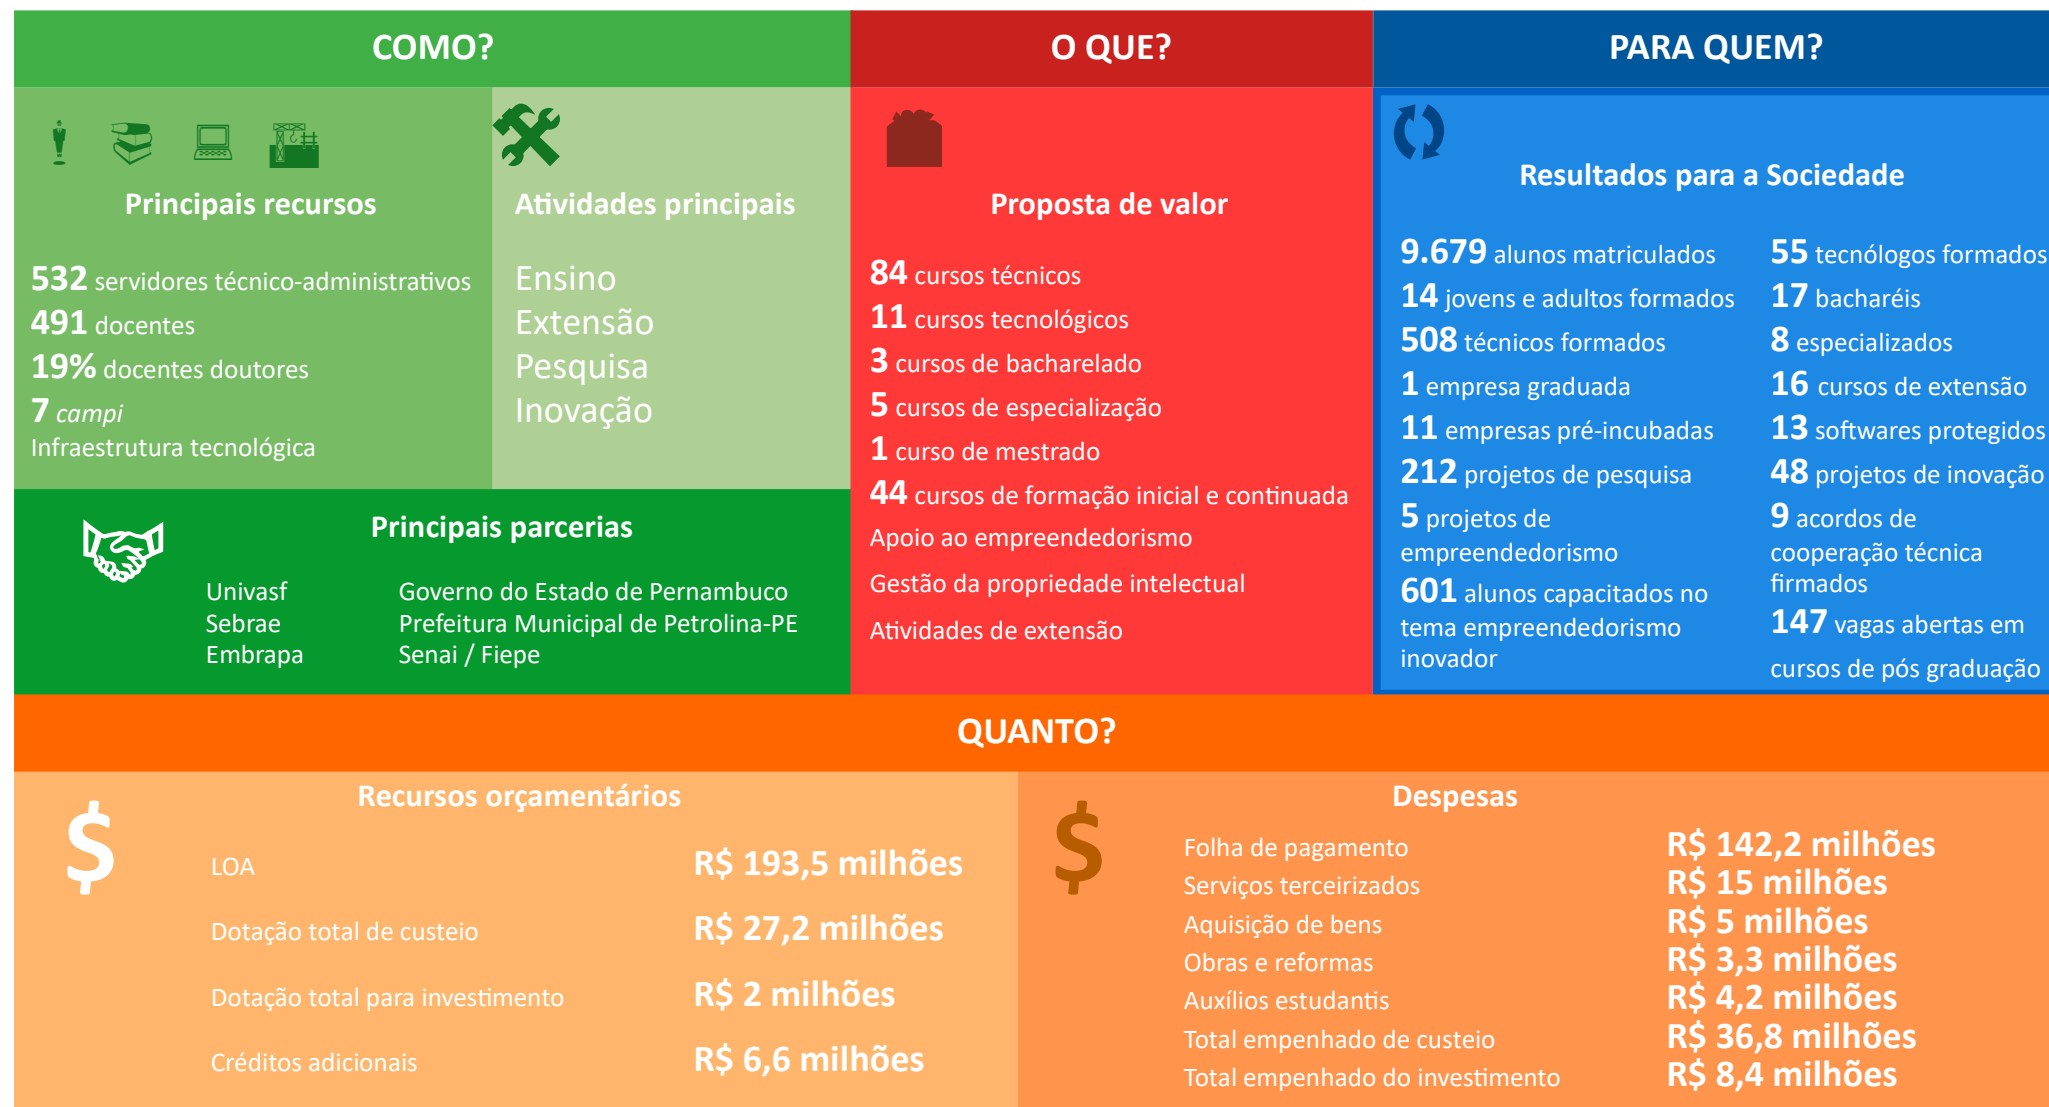 COMO?
Principais recursos
532 servidores técnico-administrativos
491 docentes
19% docentes doutores
7 campi
Infraestrutura tecnológica
Atividades principais
Ensino
Extensão
Pesquisa
Inovação
Principais parcerias
Univasf
Sebrae
Embrapa
Governo do Estado de Pernambuco
Prefeitura Municipal de Petrolina-PE
Senai / Fiepe
O QUE?
Proposta de valor
84 cursos técnicos
11 cursos tecnológicos
3 cursos de bacharelado
5 cursos de especialização
1 curso de mestrado
44 cursos de formação inicial e continuada
Apoio ao empreendedorismo
Gestão da propriedade intelectual
Atividades de extensão
PARA QUEM?
Resultados para a Sociedade
9.679 alunos matriculados
14 jovens e adultos formados
508 técnicos formados
1 empresa graduada
11 empresas pré-incubadas
212 projetos de pesquisa
5 projetos de
empreendedorismo
601 alunos capacitados no
tema empreendedorismo
inovador
55 tecnólogos formados
17 bacharéis
8 especializados
16 cursos de extensão
13 softwares protegidos
48 projetos de inovação
9 acordos de
cooperação técnica
firmados
147 vagas abertas em
cursos de pós graduação
QUANTO?
$
Recursos orçamentários
LOA R$ 193,5 milhões
Dotação total de custeio R$ 27,2 milhões
Dotação total para investimento R$ 2 milhões
Créditos adicionais R$ 6,6 milhões
$
Despesas
Folha de pagamento R$ 142,2 milhões
Serviços terceirizados R$ 15 milhões
Aquisição de bens R$ 5 milhões
Obras e reformas R$ 3,3 milhões
Auxílios estudantis R$ 4,2 milhões
Total empenhado de custeio R$ 36,8 milhões
Total empenhado do investimento R$ 8,4 milhões